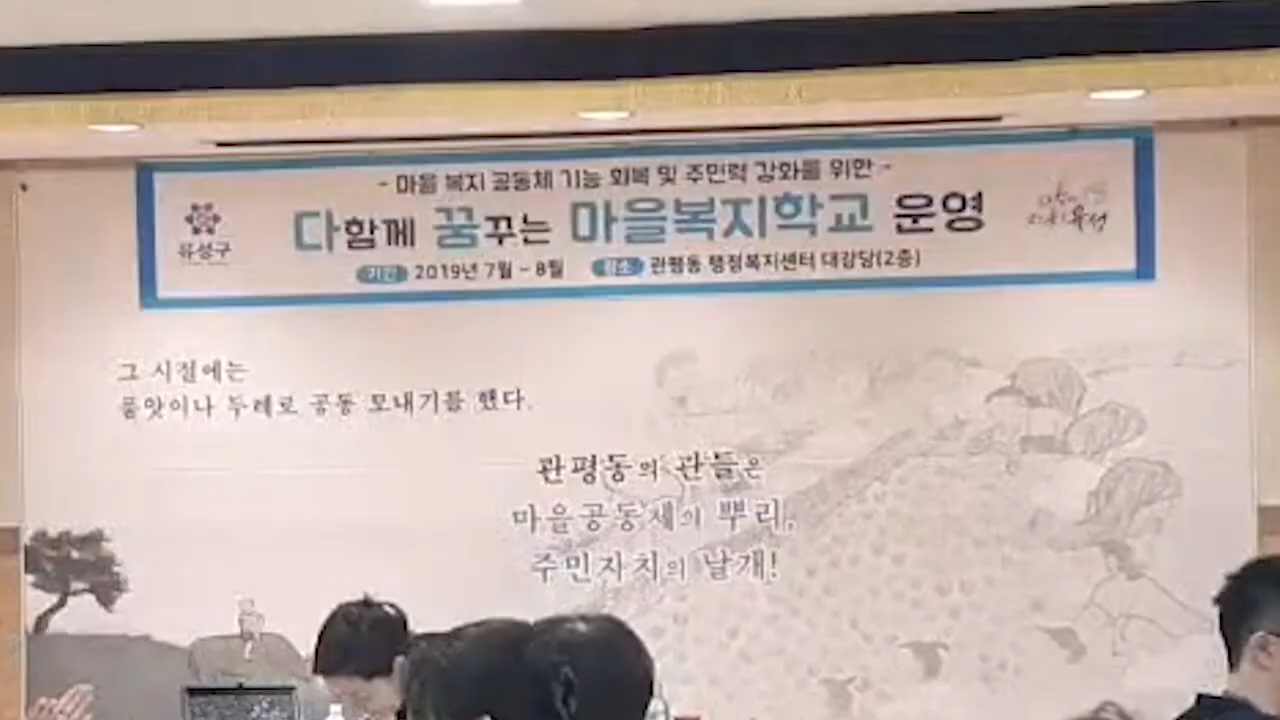 - 마을 복지 공동체 기능 회복 및 주민력 강화를 위한 -
다함께 꿈꾸는 마을복지학교 운영
기간 2019년 7월 - 8월 장소 관평동 행정복지센터 대강당(2층)
유성구
유성
그 시절에는
품앗이나 두레로 공동 모내기를 했다.
관평동의 관들은
마을공동체의 뿌리,
주민자치의 날개!